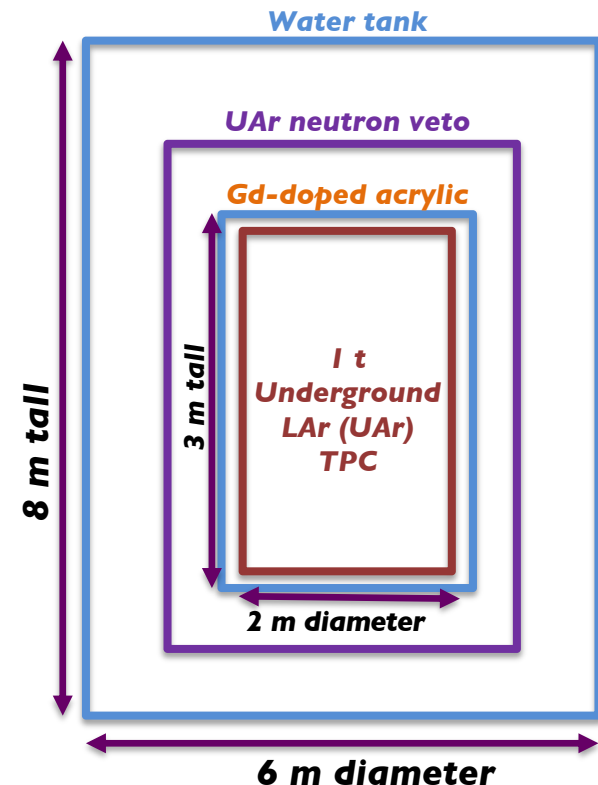 Water tank
UAr neutron veto
Gd-doped acrylic
1 t
Underground
LAr (UAr)
TPC
3 m tall
8 m tall
2 m diameter
6 m diameter